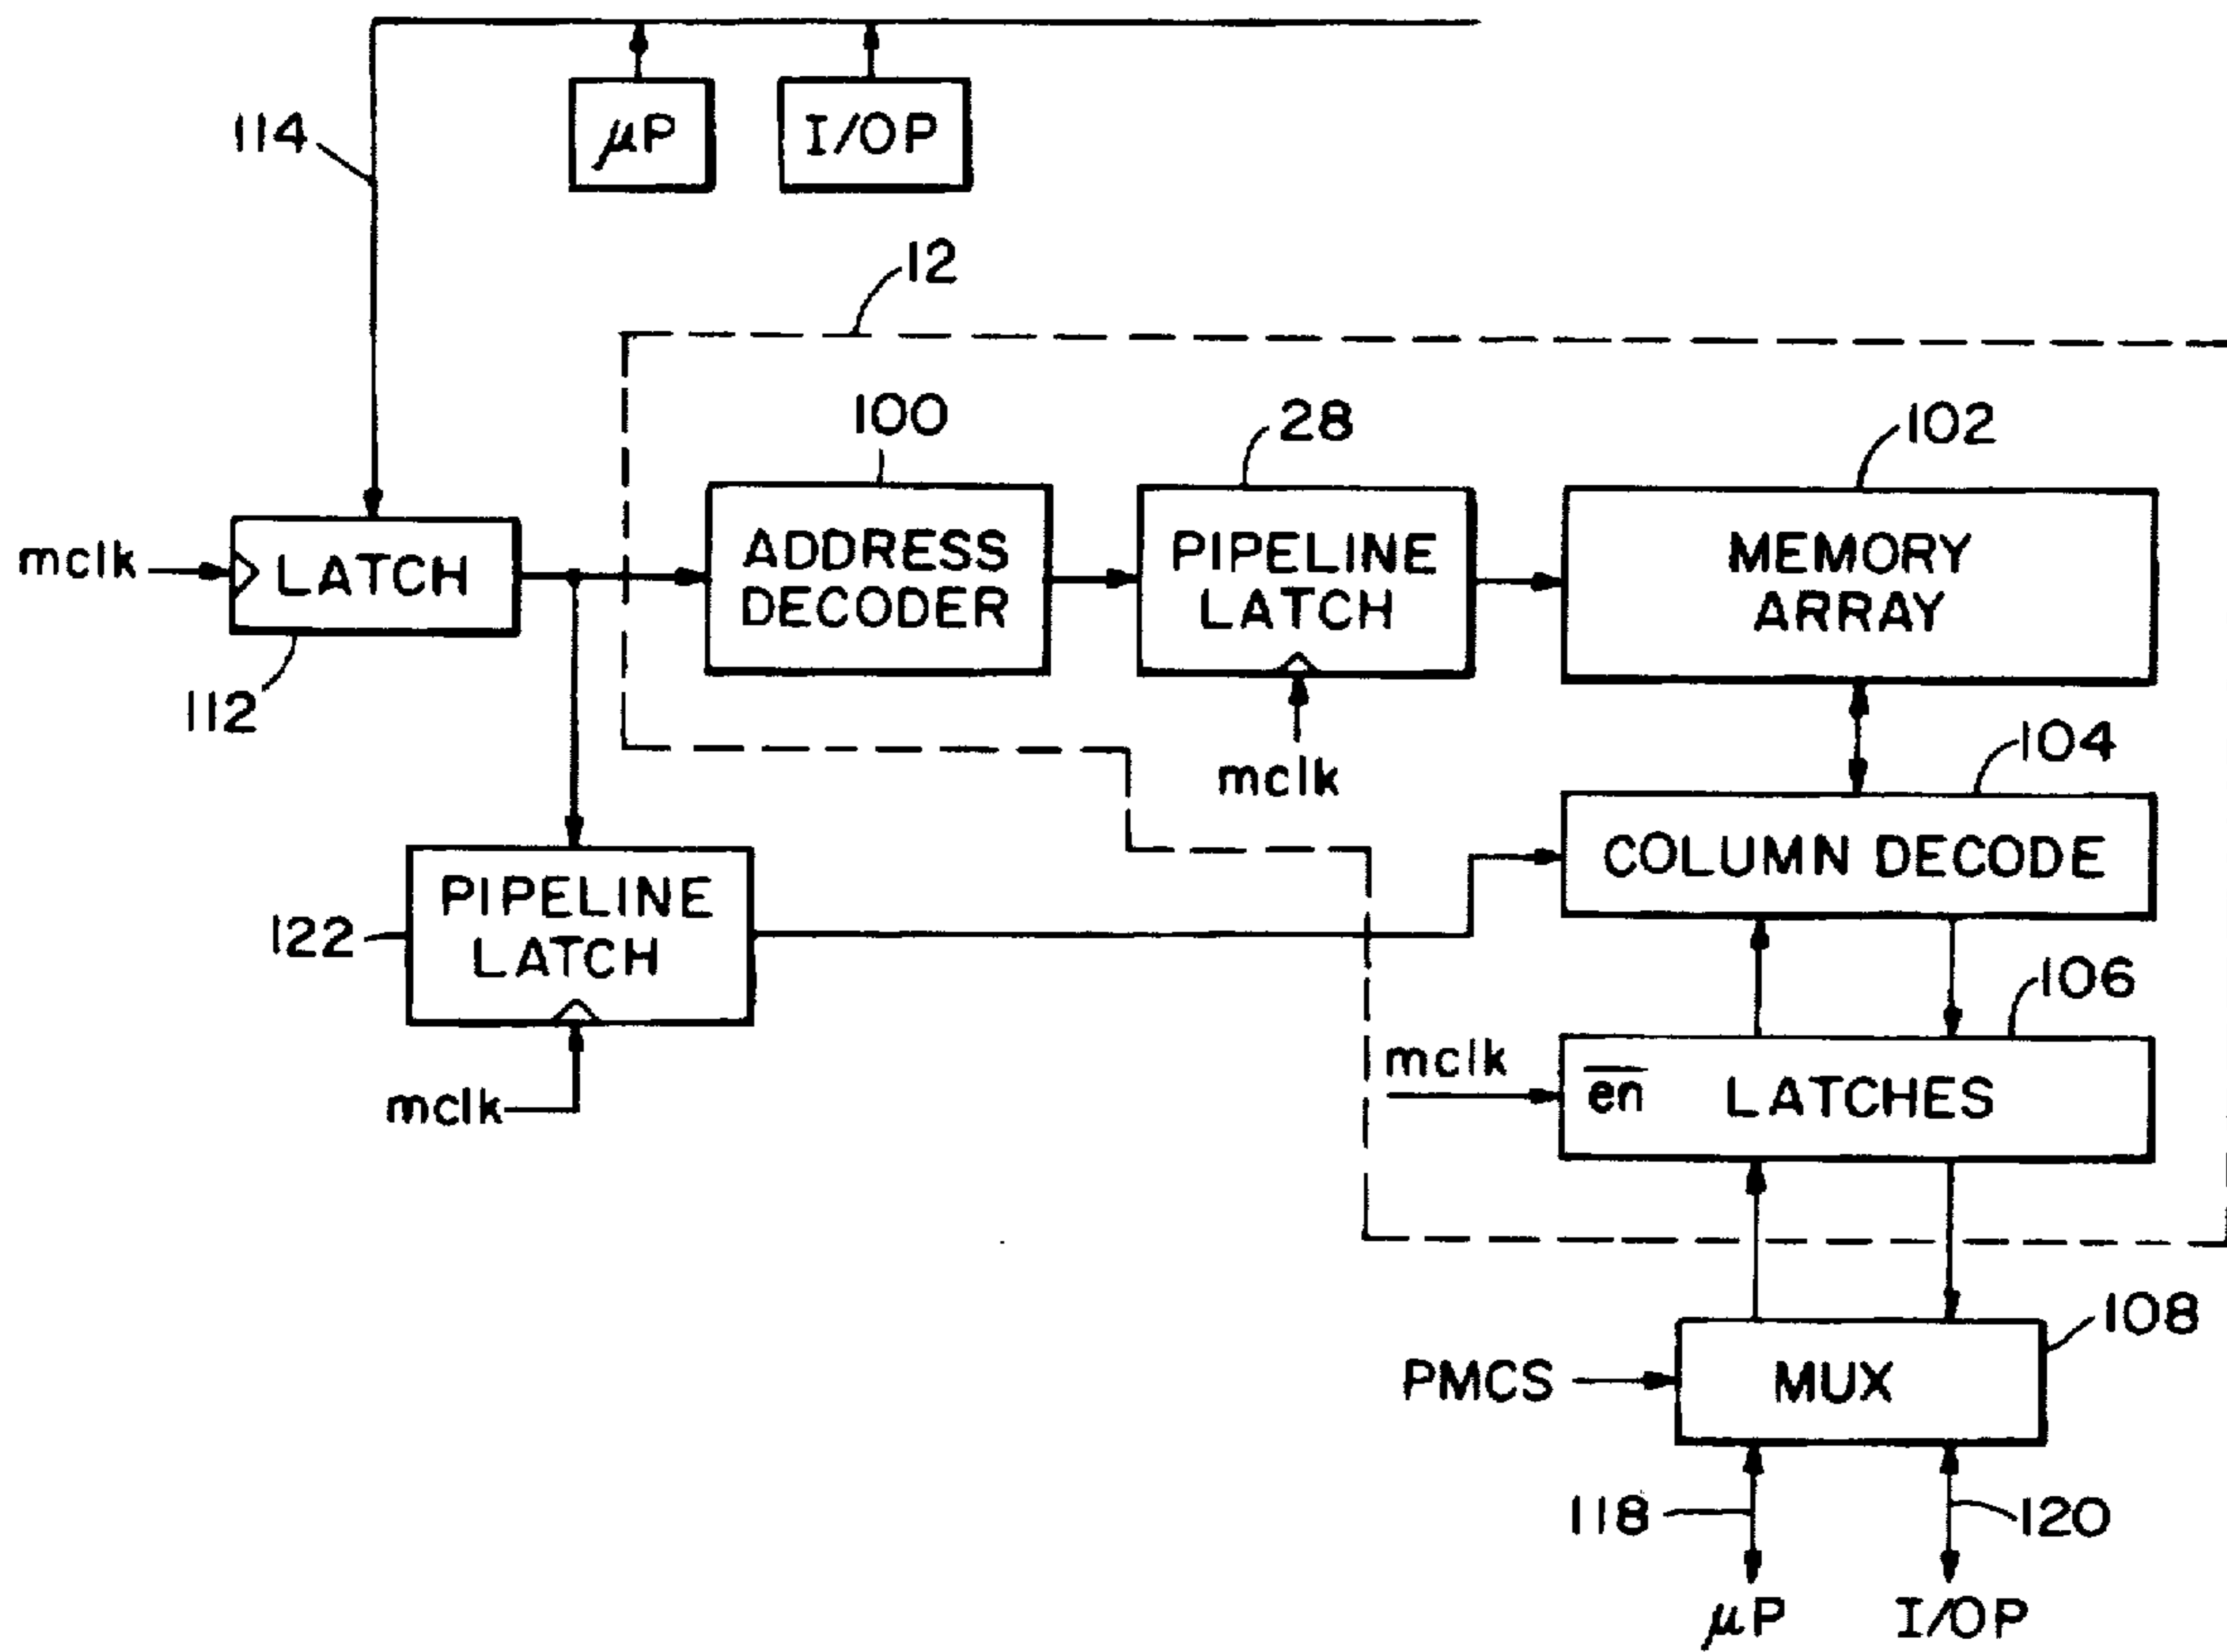 114
μP
I/OP
12
100
28
102
mclk
LATCH
ADDRESS
DECODER
PIPELINE
LATCH
MEMORY
ARRAY
112
mclk
104
COLUMN DECODE
122
PIPELINE
LATCH
mclk
106
mclk
e̅n̅ LATCHES
108
PMCS
MUX
118
120
μP
I/OP